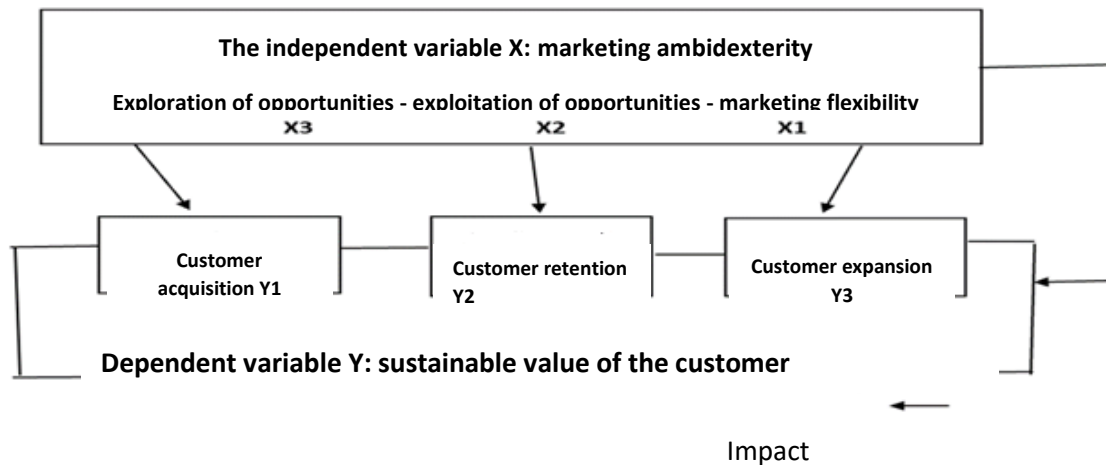 The independent variable X: marketing ambidexterity
Exploration of opportunities - exploitation of opportunities - marketing flexibility
X3 X2 X1
Customer
acquisition Y1
Customer retention
Y2
Customer expansion
Y3
Dependent variable Y: sustainable value of the customer
Impact